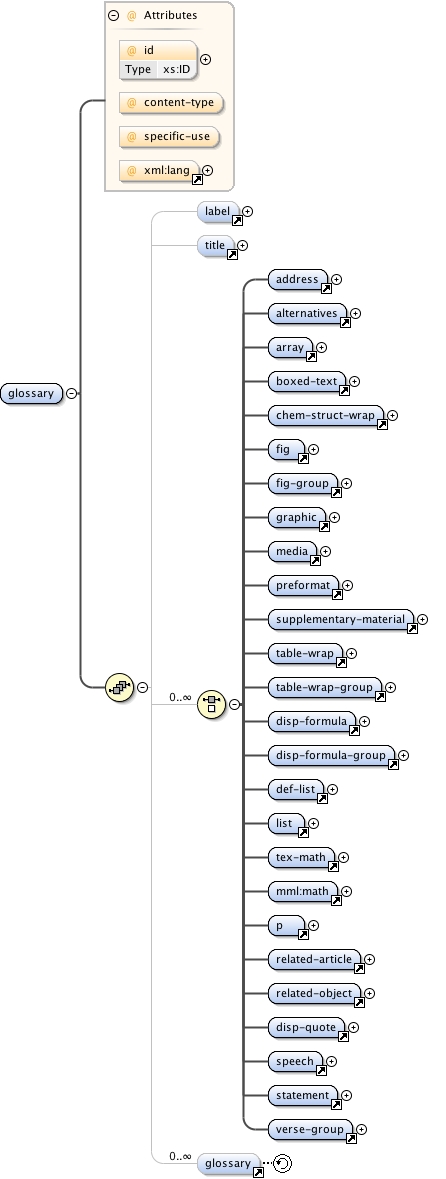 Attributes
@ id
Type xs:ID
@ content-type
@ specific-use
@ xml:lang
label
title
address
alternatives
array
boxed-text
glossary
chem-struct-wrap
fig
fig-group
graphic
media
preformat
supplementary-material
table-wrap
table-wrap-group
0..∞
disp-formula
disp-formula-group
def-list
list
tex-math
mml:math
p
related-article
related-object
disp-quote
speech
statement
verse-group
0..∞
glossary